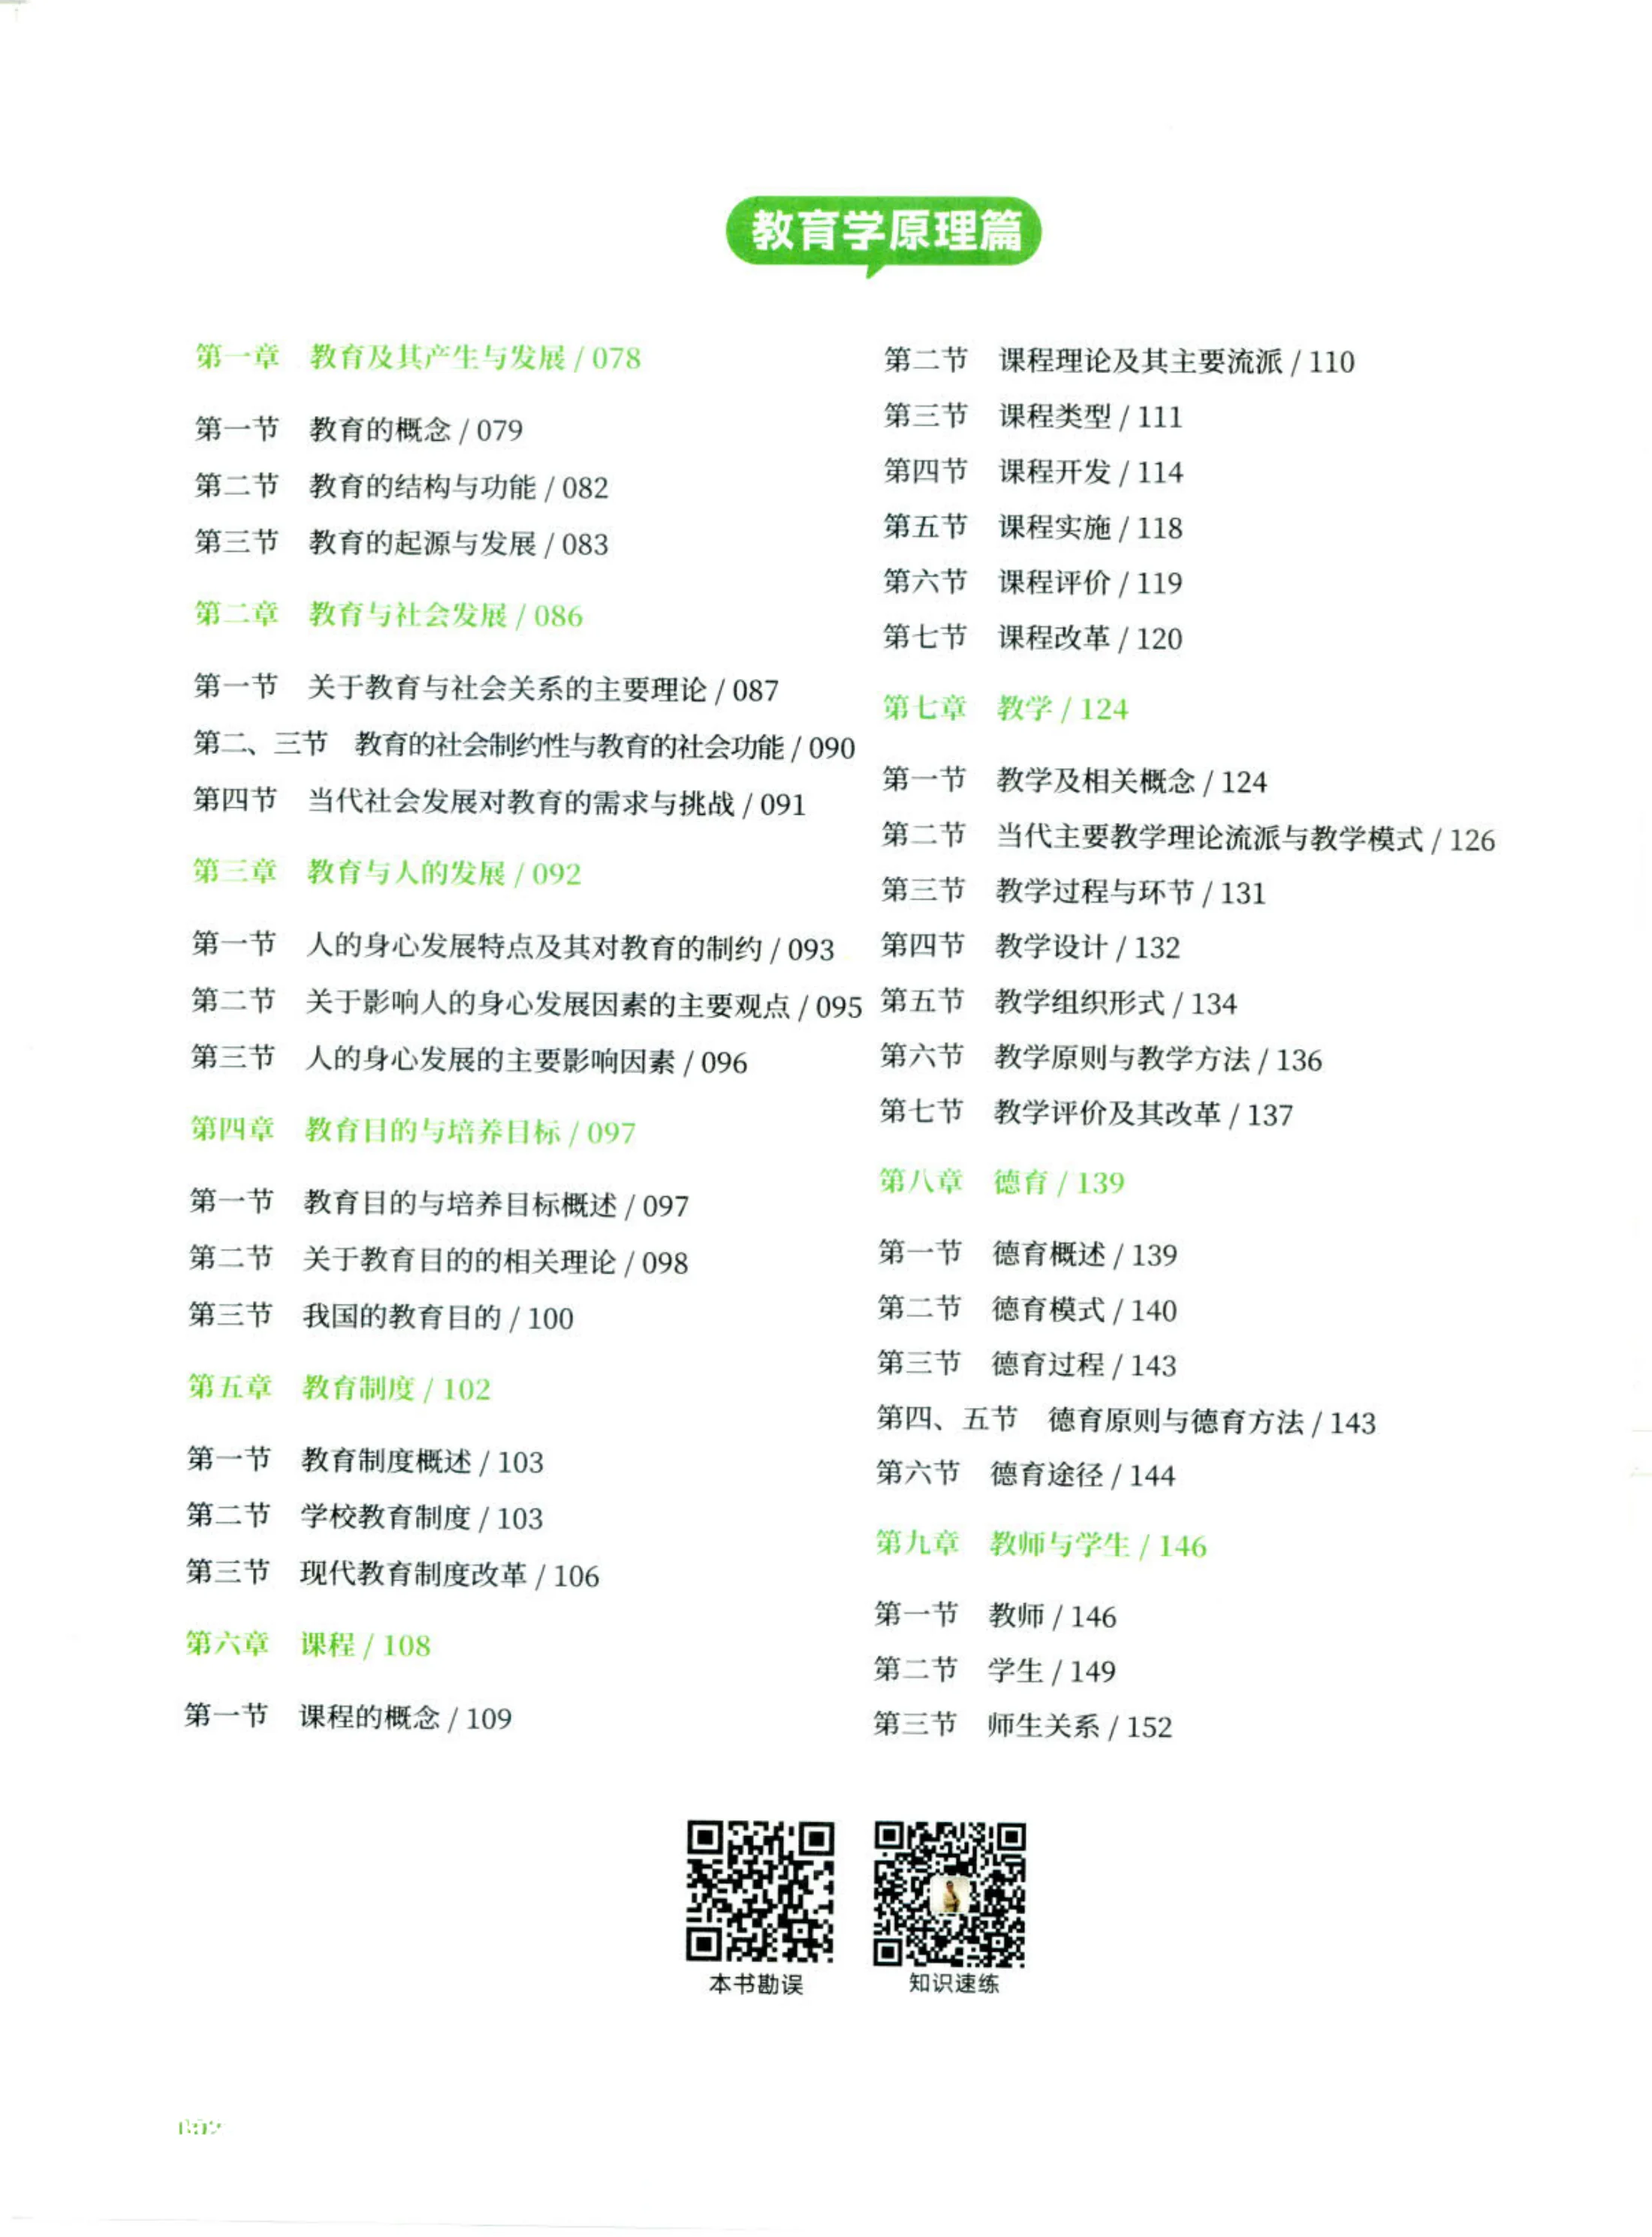 教育学原理篇
第一章 教育及其产生与发展 / 078
第一节 教育的概念 / 079
第二节 教育的结构与功能 / 082
第三节 教育的起源与发展 / 083
第二章 教育与社会发展 / 086
第一节 关于教育与社会关系的主要理论 / 087
第二、三节 教育的社会制约性与教育的社会功能 / 090
第四节 当代社会发展对教育的需求与挑战 / 091
第三章 教育与人的发展 / 092
第一节 人的身心发展特点及其对教育的制约 / 093
第二节 关于影响人的身心发展因素的主要观点 / 095
第三节 人的身心发展的主要影响因素 / 096
第四章 教育目的与培养目标 / 097
第一节 教育目的与培养目标概述 / 097
第二节 关于教育目的的相关理论 / 098
第三节 我国的教育目的 / 100
第五章 教育制度 / 102
第一节 教育制度概述 / 103
第二节 学校教育制度 / 103
第三节 现代教育制度改革 / 106
第六章 课程 / 108
第一节 课程的概念 / 109
第二节 课程理论及其主要流派 / 110
第三节 课程类型 / 111
第四节 课程开发 / 114
第五节 课程实施 / 118
第六节 课程评价 / 119
第七节 课程改革 / 120
第七章 教学 / 124
第一节 教学及相关概念 / 124
第二节 当代主要教学理论流派与教学模式 / 126
第三节 教学过程与环节 / 131
第四节 教学设计 / 132
第五节 教学组织形式 / 134
第六节 教学原则与教学方法 / 136
第七节 教学评价及其改革 / 137
第八章 德育 / 139
第一节 德育概述 / 139
第二节 德育模式 / 140
第三节 德育过程 / 143
第四、五节 德育原则与德育方法 / 143
第六节 德育途径 / 144
第九章 教师与学生 / 146
第一节 教师 / 146
第二节 学生 / 149
第三节 师生关系 / 152
本书勘误
知识速练